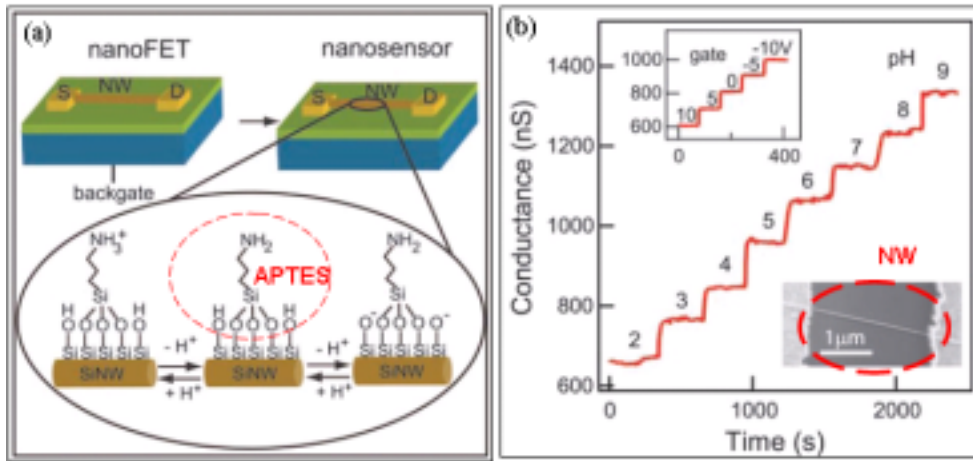 (a)
nanoFET
nanosensor
S NW D
S NW D
backgate
NH3+
NH2
NH2
APTES
Si
Si
Si
H H H H
O O O O O
O O O O O
O- O O O O-
Si Si Si Si Si
Si Si Si Si Si
Si Si Si Si Si
SiNW
- H+
+ H+
SiNW
- H+
+ H+
SiNW
(b)
Conductance (nS)
1400
1200
1000
800
600
gate
1000
800
600
10 5 0 -5 -10V
0 400
pH
2 3 4 5 6 7 8 9
NW
1μm
0 1000 2000
Time (s)